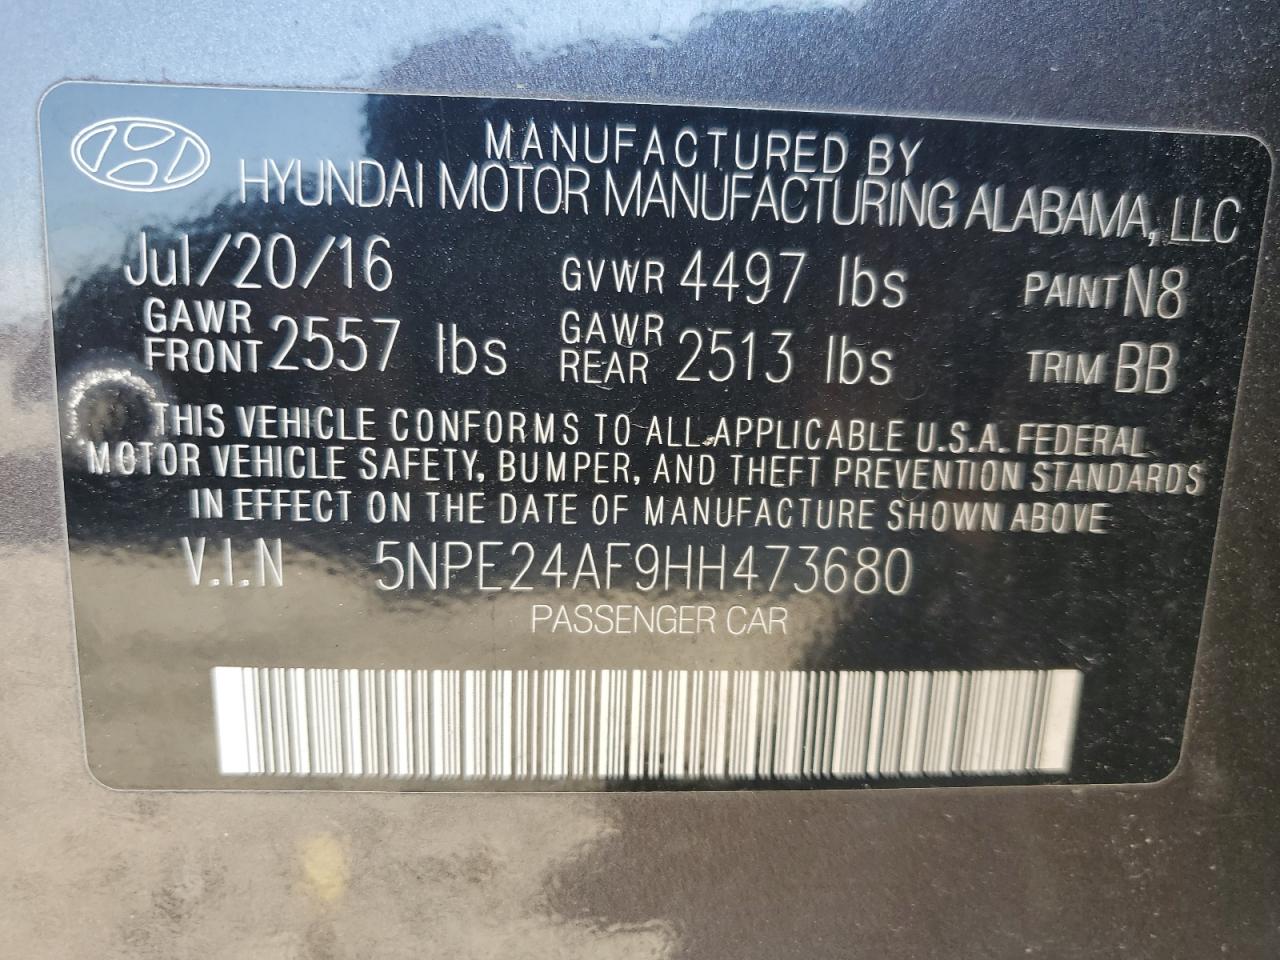 MANUFACTURED BY
HYUNDAI MOTOR MANUFACTURING ALABAMA, LLC
Jul/20/16 GVWR 4497 lbs PAINT N8
GAWR FRONT 2557 lbs GAWR REAR 2513 lbs TRIM BB
THIS VEHICLE CONFORMS TO ALL APPLICABLE U.S.A. FEDERAL
MOTOR VEHICLE SAFETY, BUMPER, AND THEFT PREVENTION STANDARDS
IN EFFECT ON THE DATE OF MANUFACTURE SHOWN ABOVE
V.I.N 5NPE24AF9HH473680
PASSENGER CAR